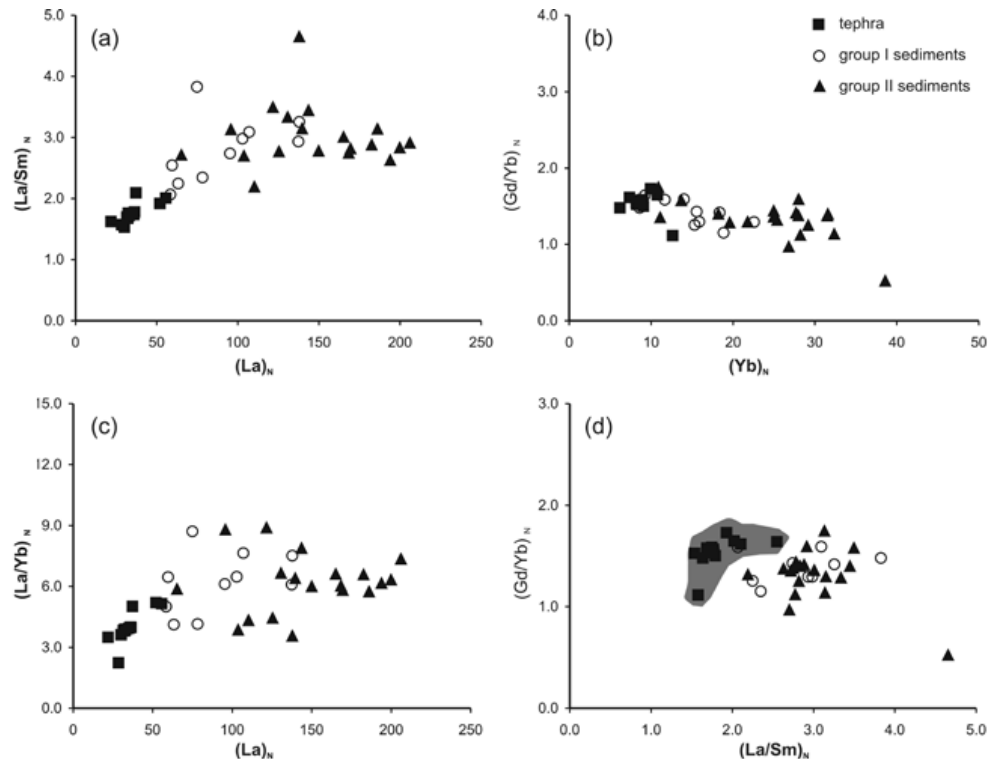 (a)
5.0
4.0
3.0
2.0
1.0
0.0
(La/Sm) N
0 50 100 150 200 250
(La)N
(b)
4.0
3.0
2.0
1.0
0.0
(Gd/Yb) N
0 10 20 30 40 50
(Yb)N
tephra
group I sediments
group II sediments
(c)
15.0
12.0
9.0
6.0
3.0
0.0
(La/Yb) N
0 50 100 150 200 250
(La)N
(d)
3.0
2.0
1.0
0.0
(Gd/Yb) N
0.0 1.0 2.0 3.0 4.0 5.0
(La/Sm)N